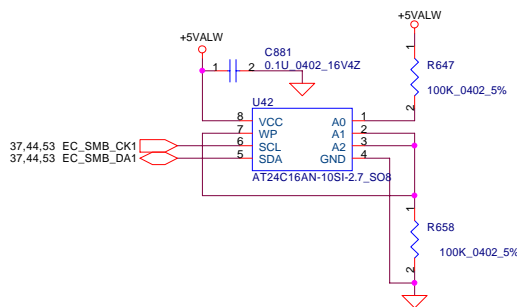 +5VALW
+5VALW
C881
1 2 0.1U_0402_16V4Z
1
R647
100K_0402_5%
2
U42
8 VCC A0 1
7 WP A1 2
37,44,53 EC_SMB_CK1 6 SCL A2 3
37,44,53 EC_SMB_DA1 5 SDA GND 4
AT24C16AN-10SI-2.7_SO8
1
R658
100K_0402_5%
2